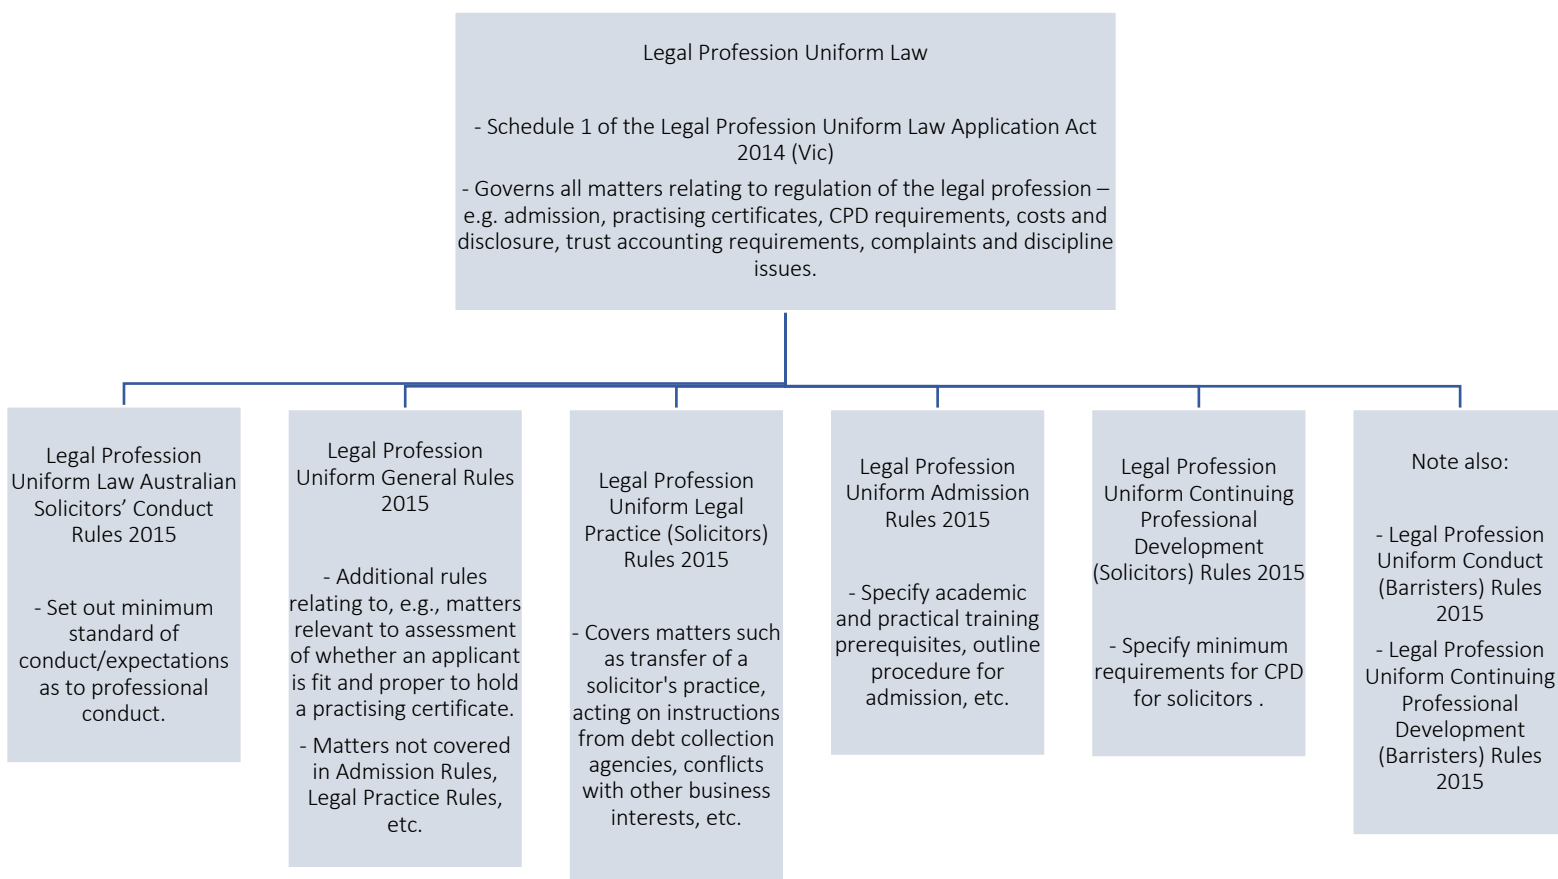 Legal Profession Uniform Law
- Schedule 1 of the Legal Profession Uniform Law Application Act
2014 (Vic)
- Governs all matters relating to regulation of the legal profession –
e.g. admission, practising certificates, CPD requirements, costs and
disclosure, trust accounting requirements, complaints and discipline
issues.
Legal Profession
Uniform Law Australian
Solicitors’ Conduct
Rules 2015
- Set out minimum
standard of
conduct/expectations
as to professional
conduct.
Legal Profession
Uniform General Rules
2015
- Additional rules
relating to, e.g., matters
relevant to assessment
of whether an applicant
is fit and proper to hold
a practising certificate.
- Matters not covered
in Admission Rules,
Legal Practice Rules,
etc.
Legal Profession
Uniform Legal
Practice (Solicitors)
Rules 2015
- Covers matters such
as transfer of a
solicitor's practice,
acting on instructions
from debt collection
agencies, conflicts
with other business
interests, etc.
Legal Profession
Uniform Admission
Rules 2015
- Specify academic
and practical training
prerequisites, outline
procedure for
admission, etc.
Legal Profession
Uniform Continuing
Professional
Development
(Solicitors) Rules 2015
- Specify minimum
requirements for CPD
for solicitors .
Note also:
- Legal Profession
Uniform Conduct
(Barristers) Rules
2015
- Legal Profession
Uniform Continuing
Professional
Development
(Barristers) Rules
2015